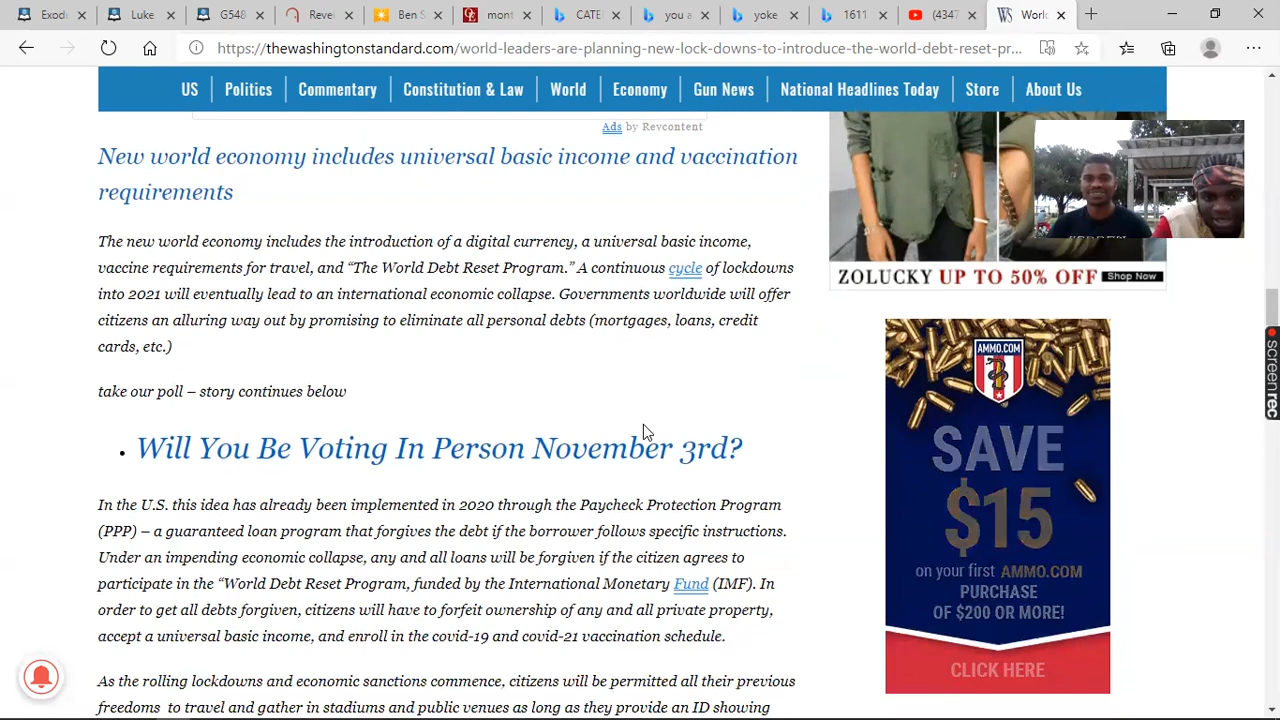 Exodu
Luke
G548
Reve
Ben S
mont
CATE
you a
yoke
1611
(4347
World
https://thewashingtonstandard.com/world-leaders-are-planning-new-lock-downs-to-introduce-the-world-debt-reset-pr...
US
Politics
Commentary
Constitution & Law
World
Economy
Gun News
National Headlines Today
Store
About Us
Ads by Revcontent
New world economy includes universal basic income and vaccination
requirements
The new world economy includes the introduction of a digital currency, a universal basic income,
vaccine requirements for travel, and “The World Debt Reset Program.” A continuous cycle of lockdowns
into 2021 will eventually lead to an international economic collapse. Governments worldwide will offer
citizens an alluring way out by promising to eliminate all personal debts (mortgages, loans, credit
cards, etc.)
take our poll – story continues below
• Will You Be Voting In Person November 3rd?
In the U.S. this idea has already been implemented in 2020 through the Paycheck Protection Program
(PPP) – a guaranteed loan program that forgives the debt if the borrower follows specific instructions.
Under an impending economic collapse, any and all loans will be forgiven if the citizen agrees to
participate in the “World Debt Program, funded by the International Monetary Fund (IMF). In
order to get all debts forgiven, citizens will have to forfeit ownership of any and all private property,
accept a universal basic income, and enroll in the covid-19 and covid-21 vaccination schedule.
As the rolling lockdowns and economic sanctions commence, citizens will be permitted all their previous
freedoms to travel and gather in stadiums and public venues as long as they provide an ID showing
ZOLUCKY UP TO 50% OFF Shop Now
AMMO.COM
SAVE
$15
on your first AMMO.COM
PURCHASE
OF $200 OR MORE!
CLICK HERE
screenrec